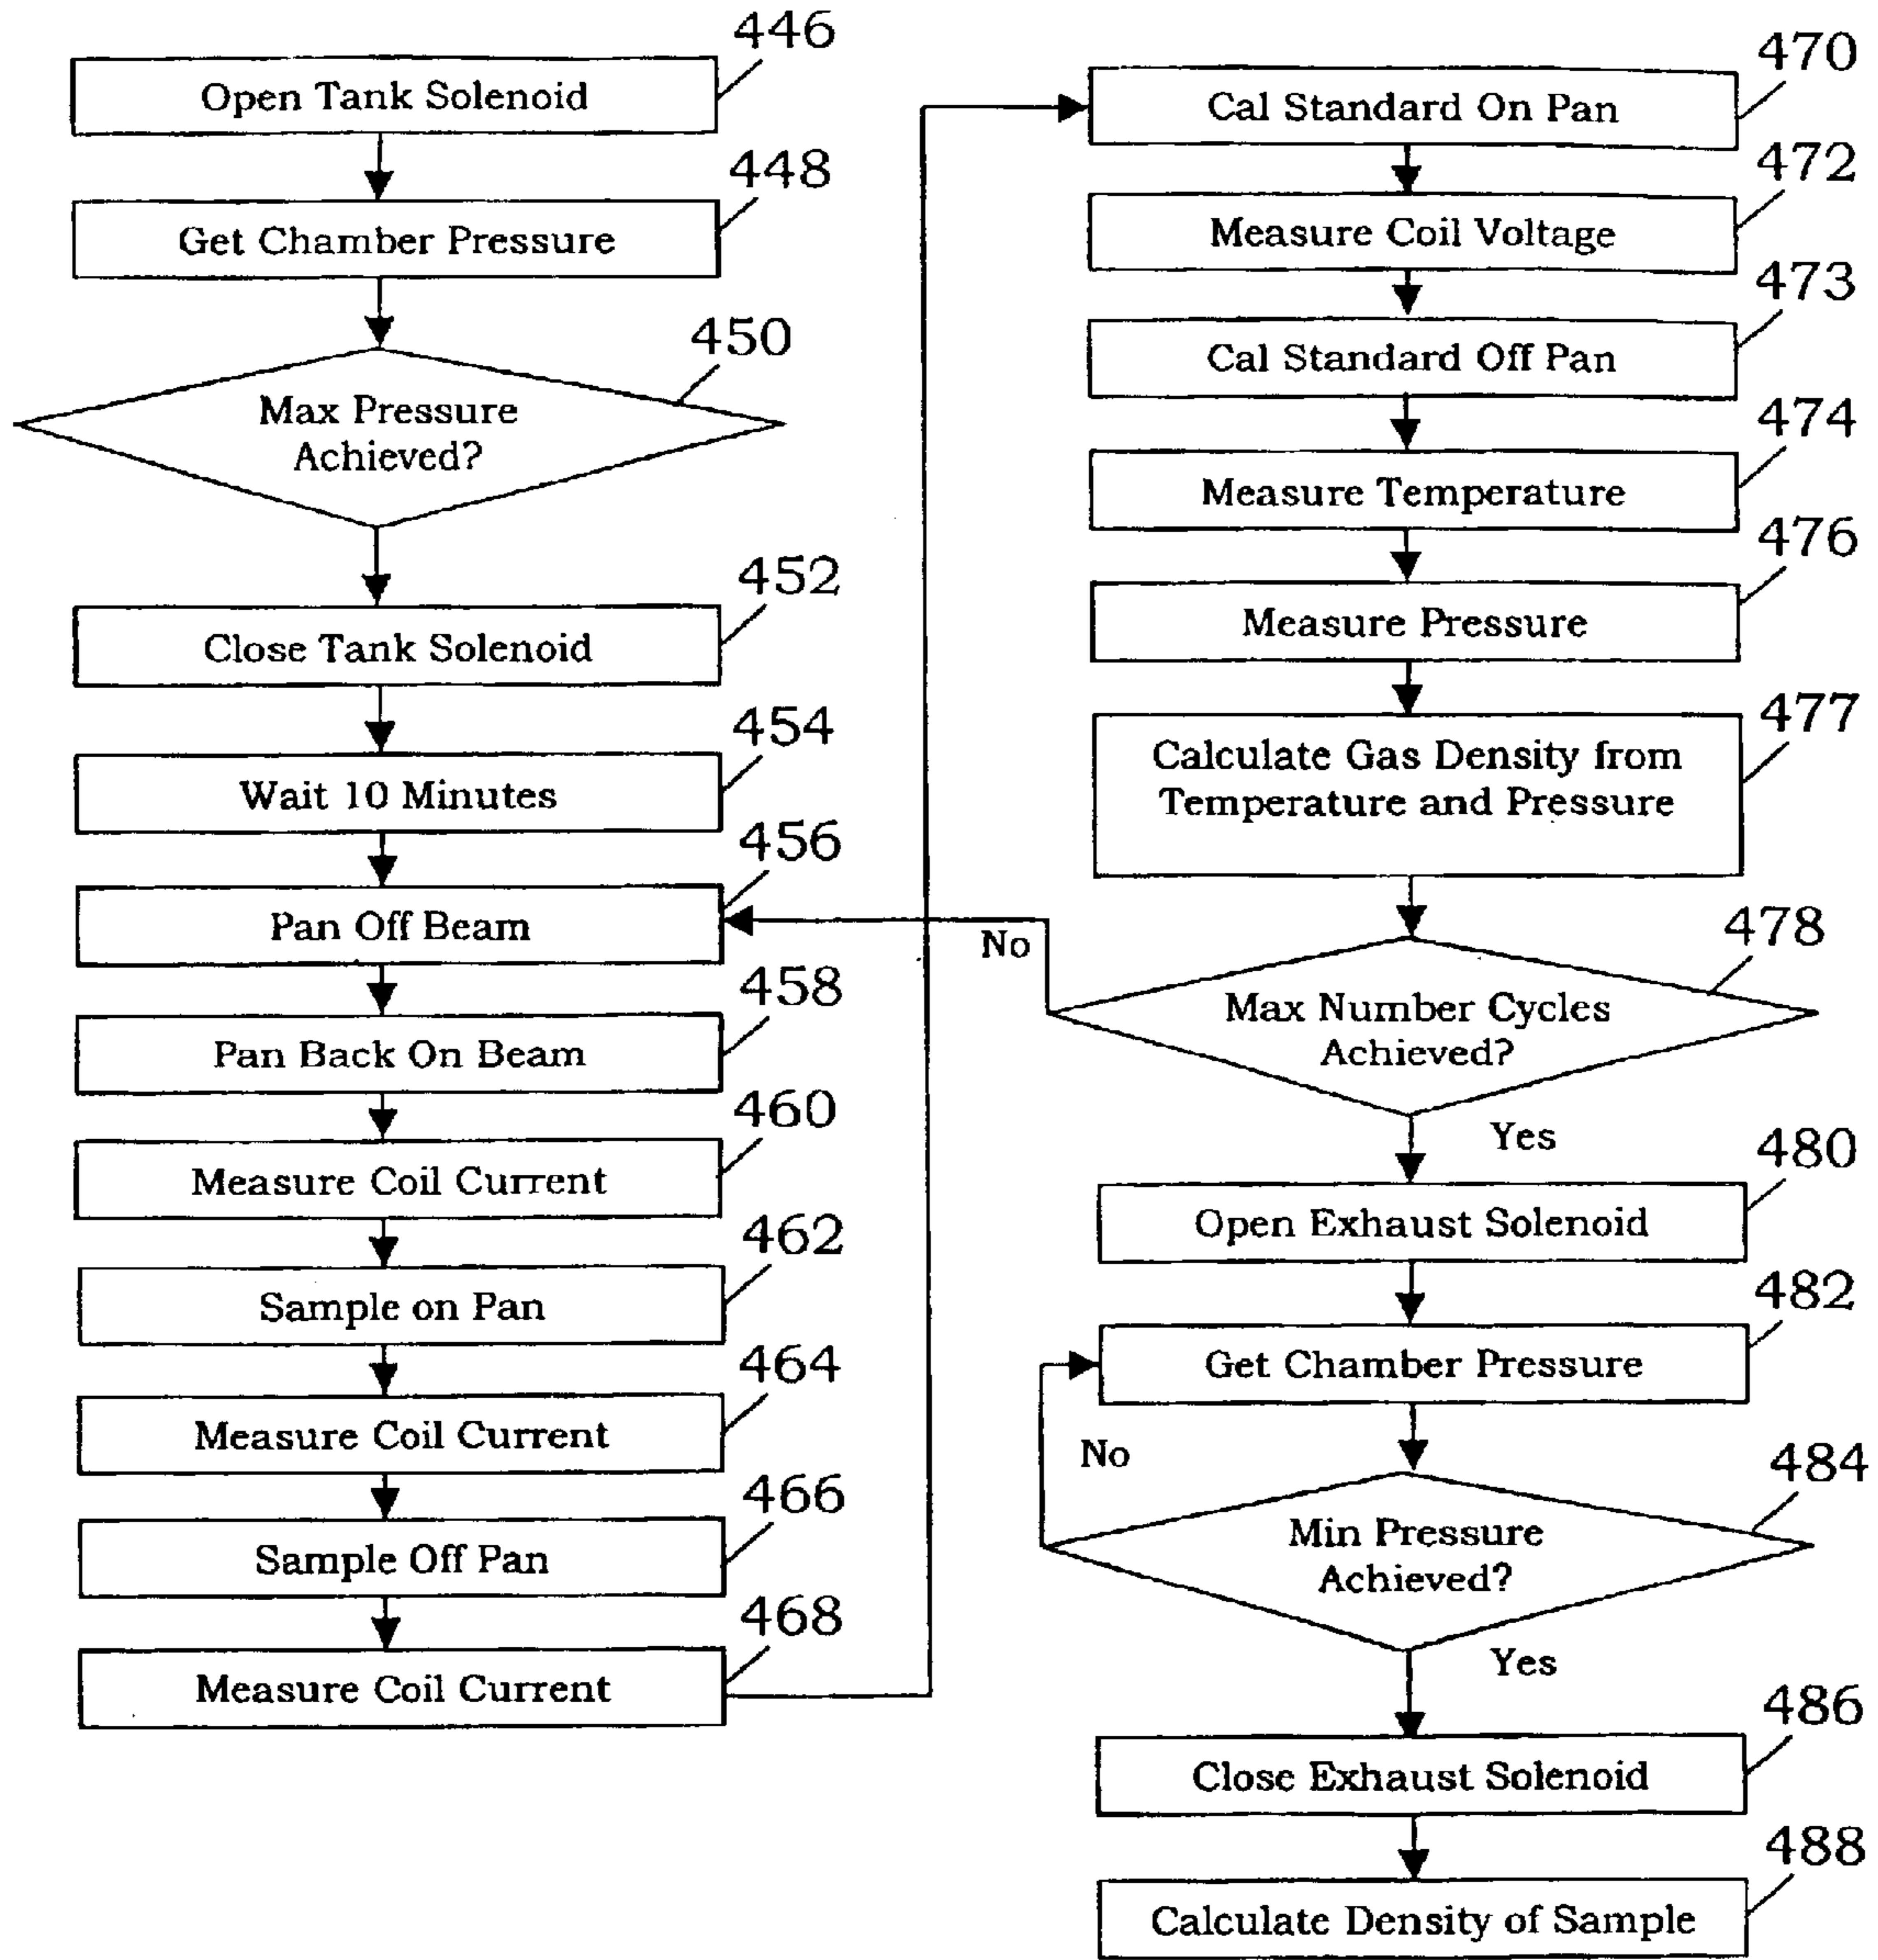 446
Open Tank Solenoid
448
Get Chamber Pressure
450
Max Pressure
Achieved?
452
Close Tank Solenoid
454
Wait 10 Minutes
456
Pan Off Beam
458
Pan Back On Beam
460
Measure Coil Current
462
Sample on Pan
464
Measure Coil Current
466
Sample Off Pan
468
Measure Coil Current
470
Cal Standard On Pan
472
Measure Coil Voltage
473
Cal Standard Off Pan
474
Measure Temperature
476
Measure Pressure
477
Calculate Gas Density from
Temperature and Pressure
No
478
Max Number Cycles
Achieved?
Yes
480
Open Exhaust Solenoid
482
Get Chamber Pressure
No
484
Min Pressure
Achieved?
Yes
486
Close Exhaust Solenoid
488
Calculate Density of Sample